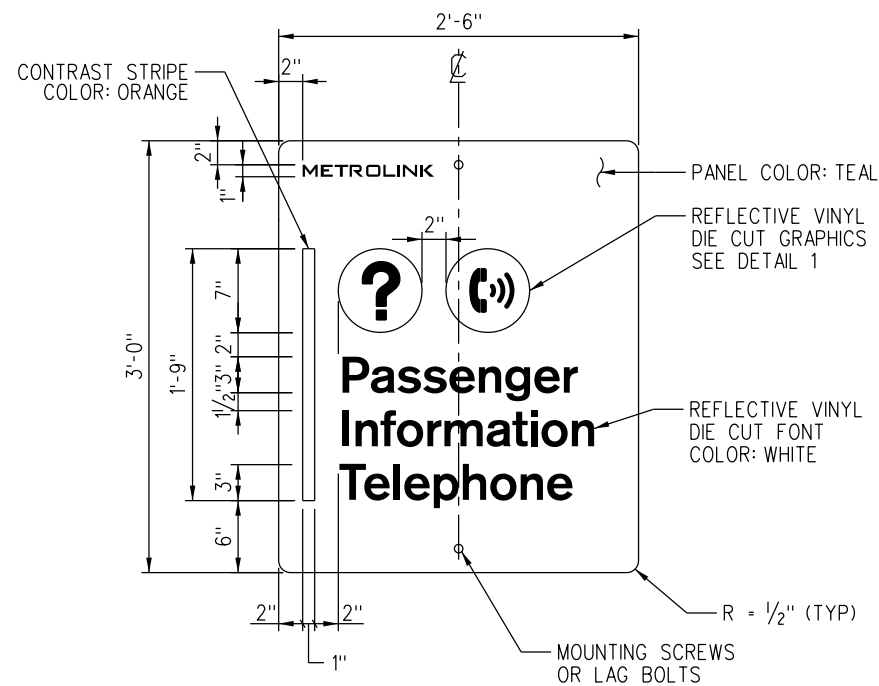 2'-6"
CONTRAST STRIPE
COLOR: ORANGE
2"
℄
2"
1"
METROLINK
PANEL COLOR: TEAL
REFLECTIVE VINYL
DIE CUT GRAPHICS
SEE DETAIL 1
2"
?
3'-0"
1'-9"
7"
2"
3"
1 1/2"
3"
6"
Passenger
Information
Telephone
REFLECTIVE VINYL
DIE CUT FONT
COLOR: WHITE
2"
2"
1"
R = 1/2" (TYP)
MOUNTING SCREWS
OR LAG BOLTS